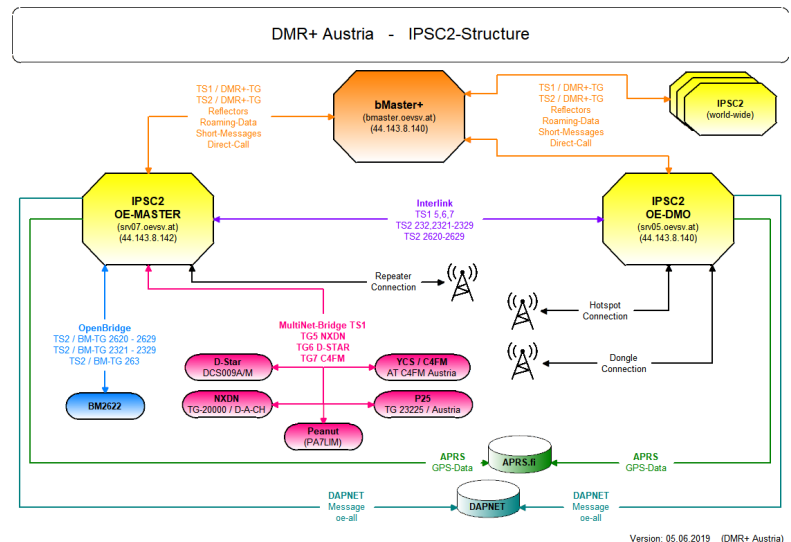 DMR+ Austria - IPSC2-Structure
TS1 / DMR+-TG
TS2 / DMR+-TG
Reflectors
Roaming-Data
Short-Messages
Direct-Call
bMaster+
(bmaster.oevsv.at)
(44.143.8.140)
TS1 / DMR+-TG
TS2 / DMR+-TG
Reflectors
Roaming-Data
Short-Messages
Direct-Call
IPSC2
(world-wide)
IPSC2
OE-MASTER
(srv07.oevsv.at)
(44.143.8.142)
Interlink
TS1 5,6,7
TS2 232,2321-2329
TS2 2620-2629
IPSC2
OE-DMO
(srv05.oevsv.at)
(44.143.8.140)
Repeater
Connection
Hotspot
Connection
Dongle
Connection
OpenBridge
TS2 / BM-TG 2620 - 2629
TS2 / BM-TG 2321 - 2329
TS2 / BM-TG 263
BM2622
MultiNet-Bridge TS1
TG5 NXDN
TG6 D-STAR
TG7 C4FM
D-Star
DCS009A/M
YCS / C4FM
AT C4FM Austria
NXDN
TG-20000 / D-A-CH
P25
TG 23225 / Austria
Peanut
(PA7LIM)
APRS
GPS-Data
APRS.fi
APRS
GPS-Data
DAPNET
Message
oe-all
DAPNET
DAPNET
Message
oe-all
Version: 05.06.2019 (DMR+ Austria)